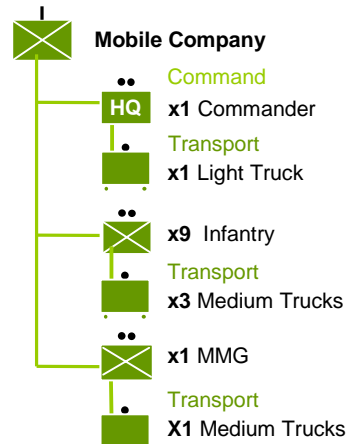 Mobile Company
Command
HQ
x1 Commander
Transport
x1 Light Truck
x9 Infantry
Transport
x3 Medium Trucks
x1 MMG
Transport
X1 Medium Trucks